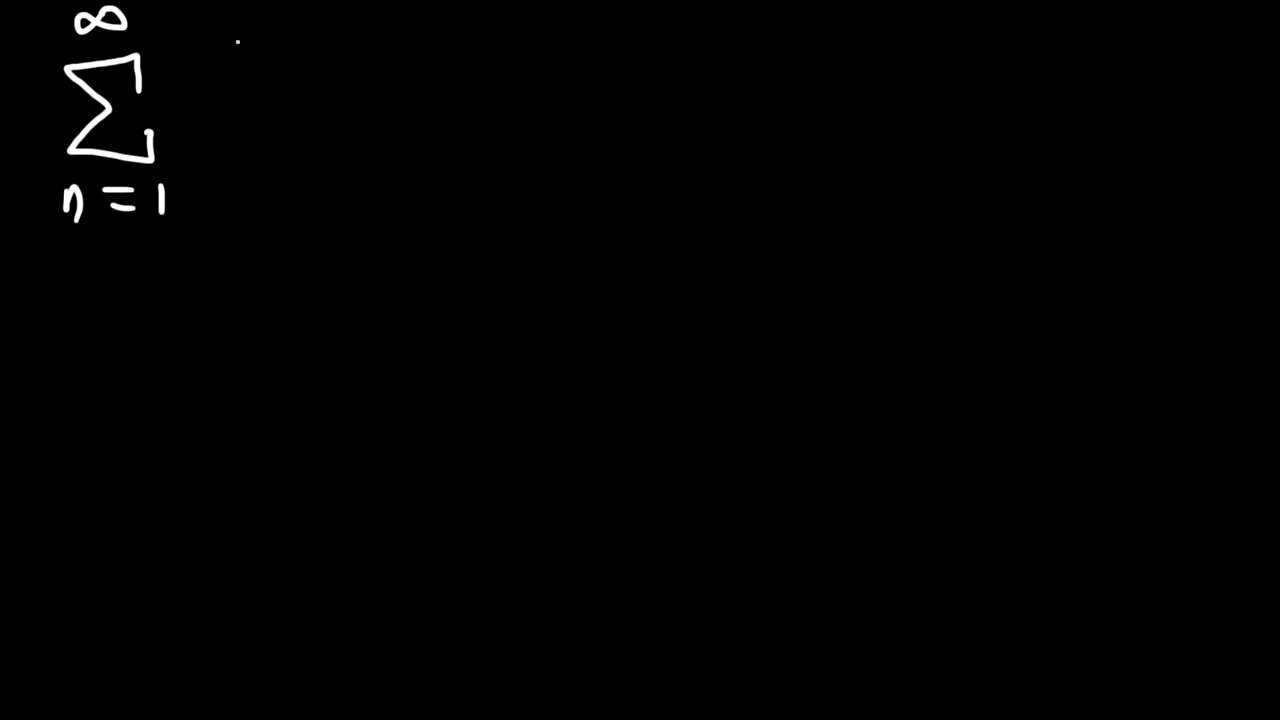 ∞
∑
n = 1